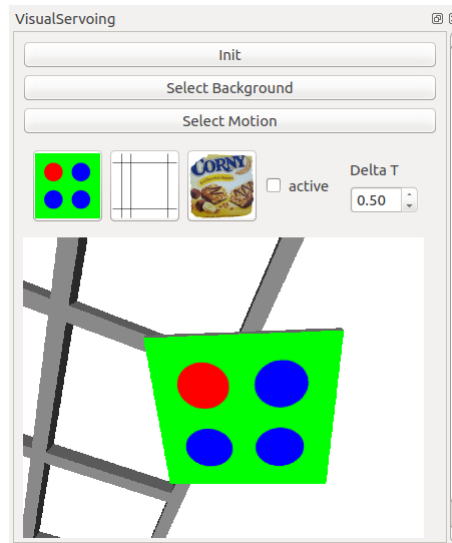 VisualServoing
Init
Select Background
Select Motion
CORNY
active
Delta T
0.50